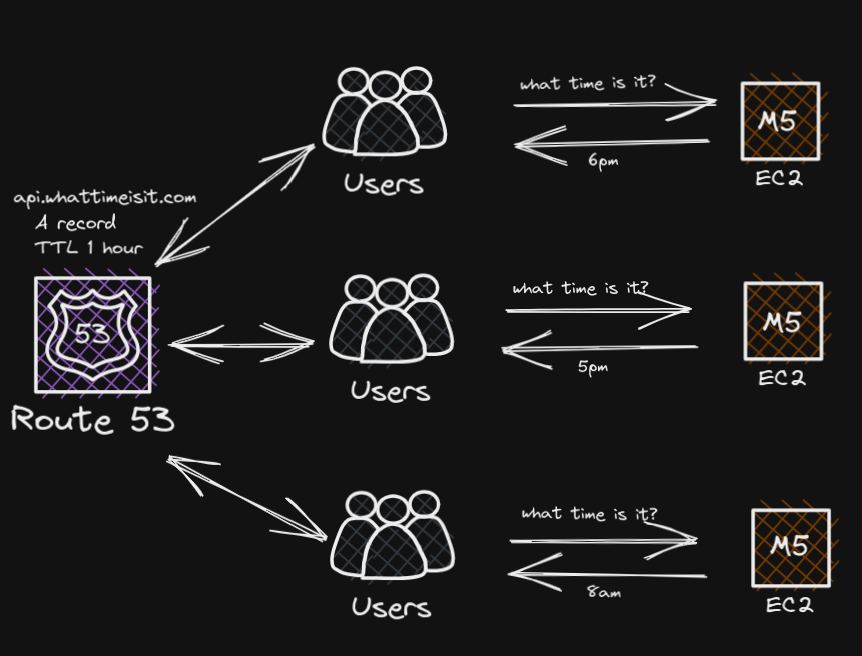 what time is it?
M5
6pm
EC2
Users
api.whattimeisit.com
A record
TTL 1 hour
53
Route 53
what time is it?
M5
5pm
EC2
Users
what time is it?
M5
8am
EC2
Users